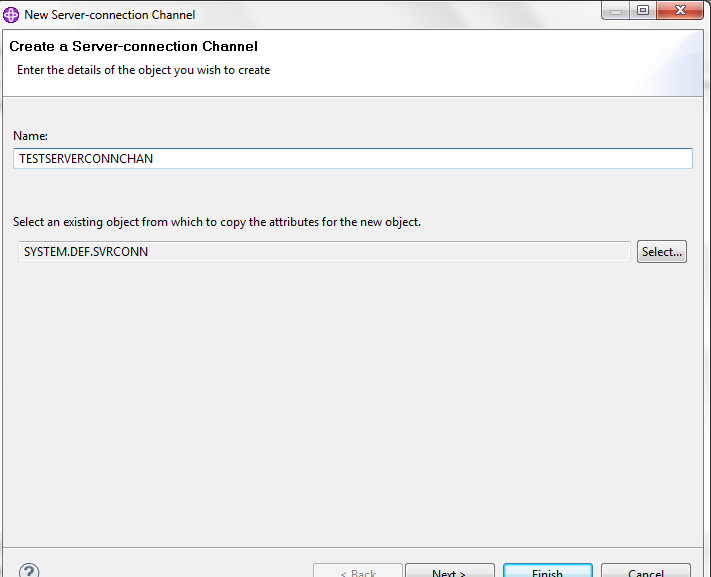 New Server-connection Channel
Create a Server-connection Channel
Enter the details of the object you wish to create
Name:
TESTSERVERCONNCHAN
Select an existing object from which to copy the attributes for the new object.
SYSTEM.DEF.SVRCONN
Select...
?
< Back
Next >
Finish
Cancel